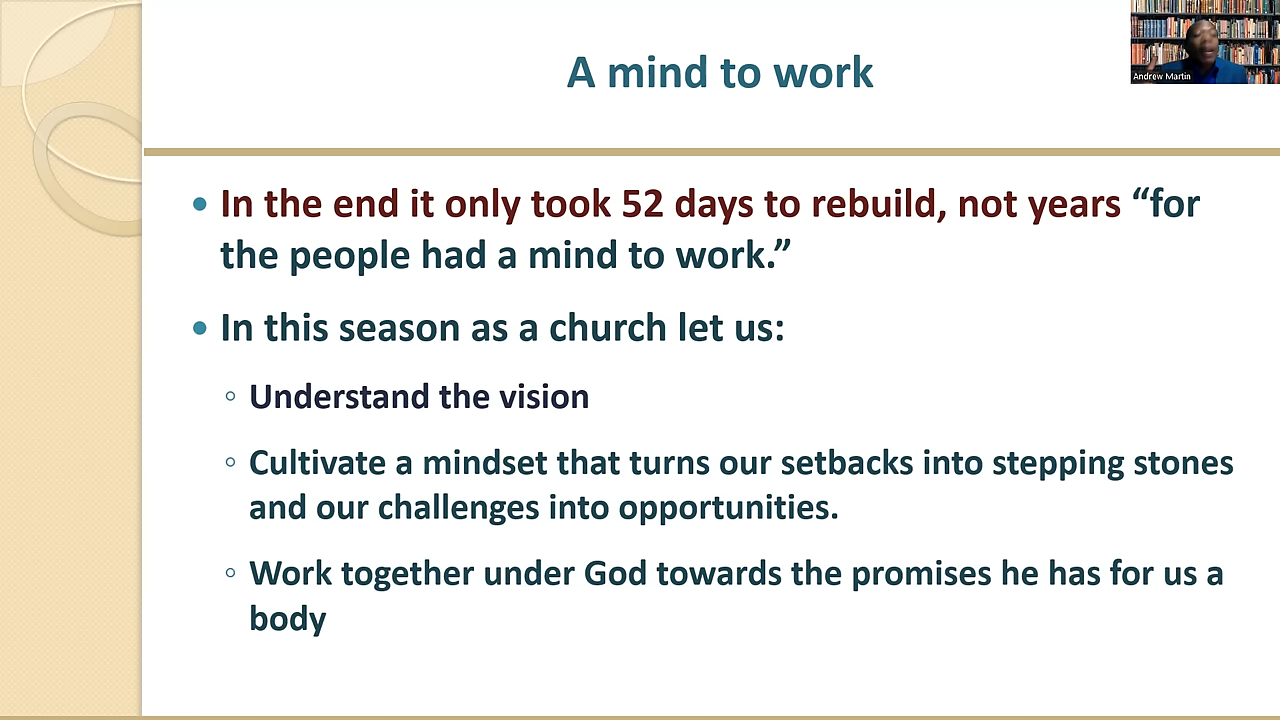 A mind to work
Andrew Martin
• In the end it only took 52 days to rebuild, not years “for
the people had a mind to work.”
• In this season as a church let us:
◦ Understand the vision
◦ Cultivate a mindset that turns our setbacks into stepping stones
and our challenges into opportunities.
◦ Work together under God towards the promises he has for us a
body